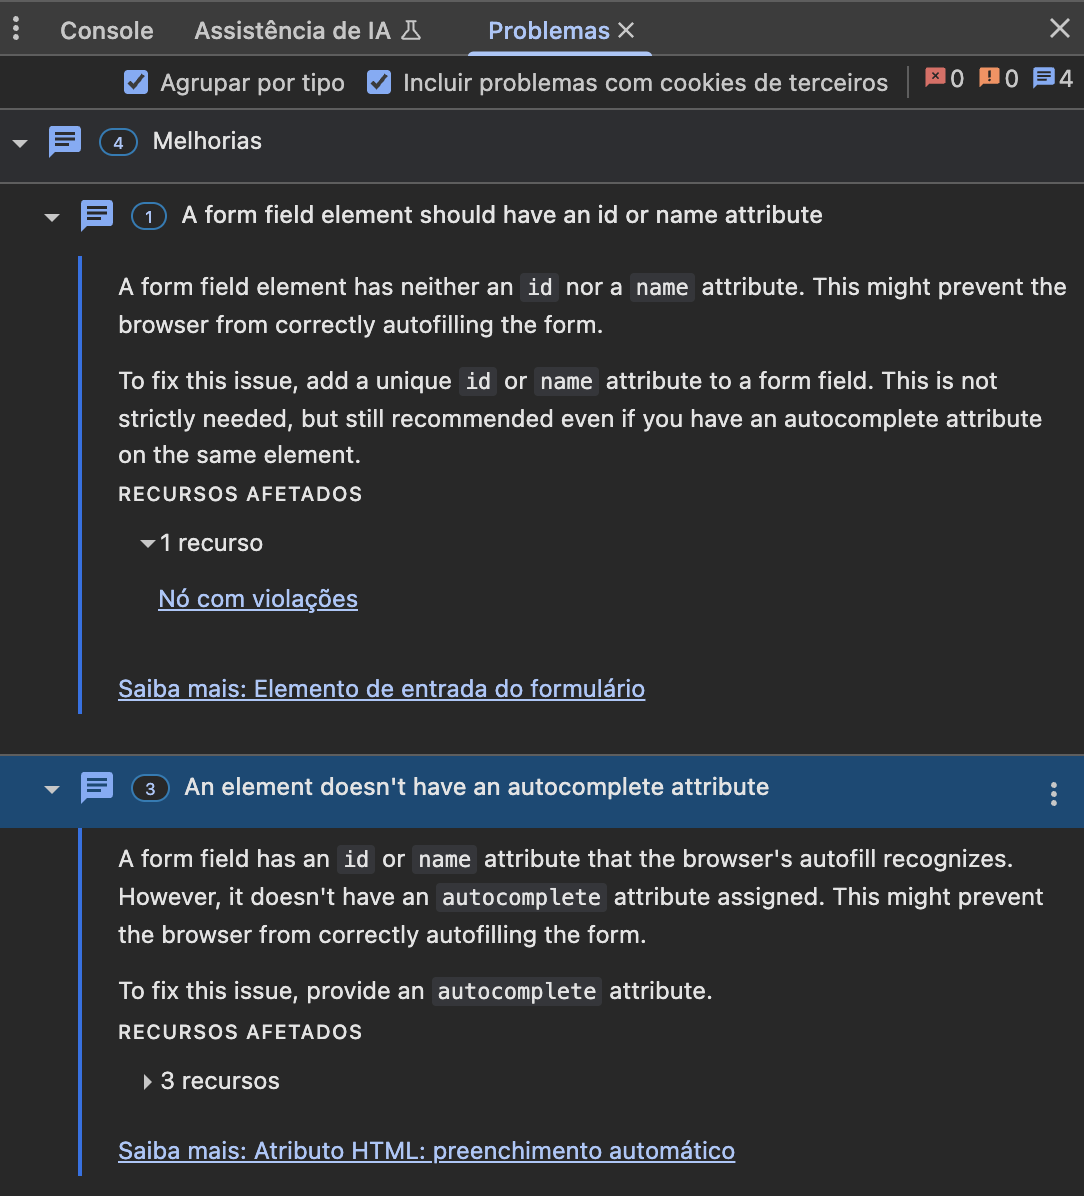 Console Assistência de IA Problemas
Agrupar por tipo Incluir problemas com cookies de terceiros 0 0 4
4 Melhorias
1 A form field element should have an id or name attribute
A form field element has neither an id nor a name attribute. This might prevent the
browser from correctly autofilling the form.
To fix this issue, add a unique id or name attribute to a form field. This is not
strictly needed, but still recommended even if you have an autocomplete attribute
on the same element.
RECURSOS AFETADOS
1 recurso
Nó com violações
Saiba mais: Elemento de entrada do formulário
3 An element doesn't have an autocomplete attribute
A form field has an id or name attribute that the browser's autofill recognizes.
However, it doesn't have an autocomplete attribute assigned. This might prevent
the browser from correctly autofilling the form.
To fix this issue, provide an autocomplete attribute.
RECURSOS AFETADOS
3 recursos
Saiba mais: Atributo HTML: preenchimento automático